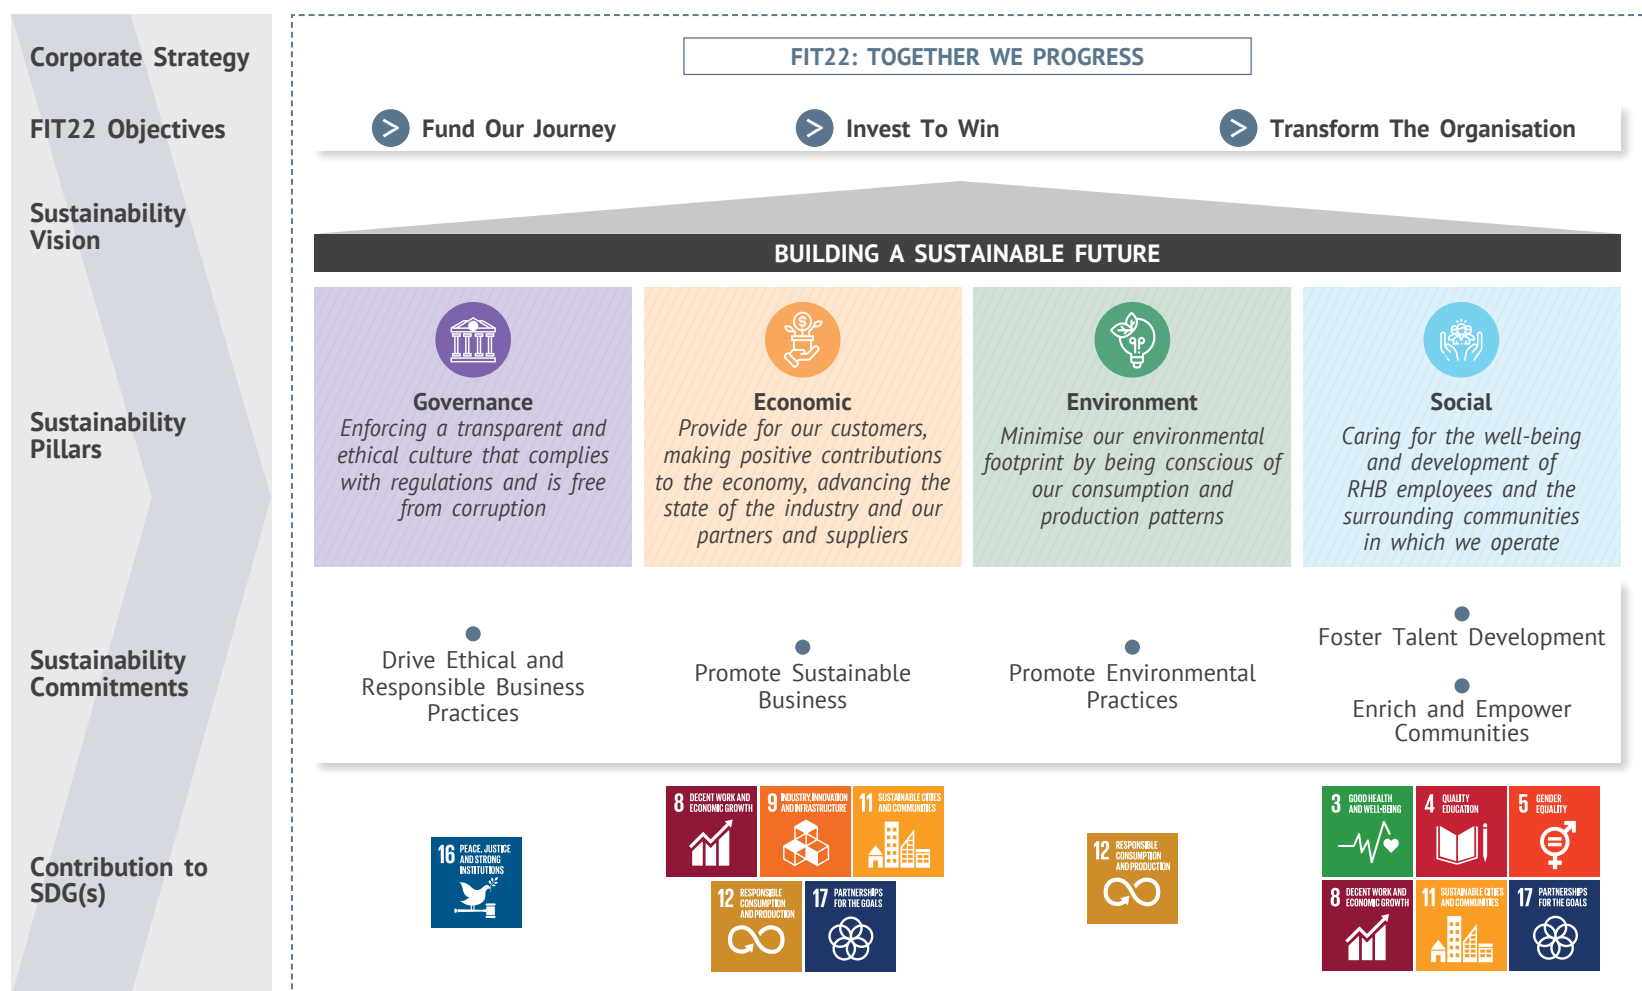 Corporate Strategy
FIT22: TOGETHER WE PROGRESS
FIT22 Objectives
> Fund Our Journey
> Invest To Win
> Transform The Organisation
Sustainability
Vision
BUILDING A SUSTAINABLE FUTURE
Sustainability
Pillars
Governance
Enforcing a transparent and
ethical culture that complies
with regulations and is free
from corruption
Economic
Provide for our customers,
making positive contributions
to the economy, advancing the
state of the industry and our
partners and suppliers
Environment
Minimise our environmental
footprint by being conscious of
our consumption and
production patterns
Social
Caring for the well-being
and development of
RHB employees and the
surrounding communities
in which we operate
Sustainability
Commitments
Drive Ethical and
Responsible Business
Practices
Promote Sustainable
Business
Promote Environmental
Practices
Foster Talent Development
Enrich and Empower
Communities
Contribution to
SDG(s)
16 PEACE, JUSTICE
AND STRONG
INSTITUTIONS
8 DECENT WORK AND
ECONOMIC GROWTH
9 INDUSTRY, INNOVATION
AND INFRASTRUCTURE
11 SUSTAINABLE CITIES
AND COMMUNITIES
12 RESPONSIBLE
CONSUMPTION
AND PRODUCTION
17 PARTNERSHIPS
FOR THE GOALS
12 RESPONSIBLE
CONSUMPTION
AND PRODUCTION
3 GOOD HEALTH
AND WELL-BEING
4 QUALITY
EDUCATION
5 GENDER
EQUALITY
8 DECENT WORK AND
ECONOMIC GROWTH
11 SUSTAINABLE CITIES
AND COMMUNITIES
17 PARTNERSHIPS
FOR THE GOALS